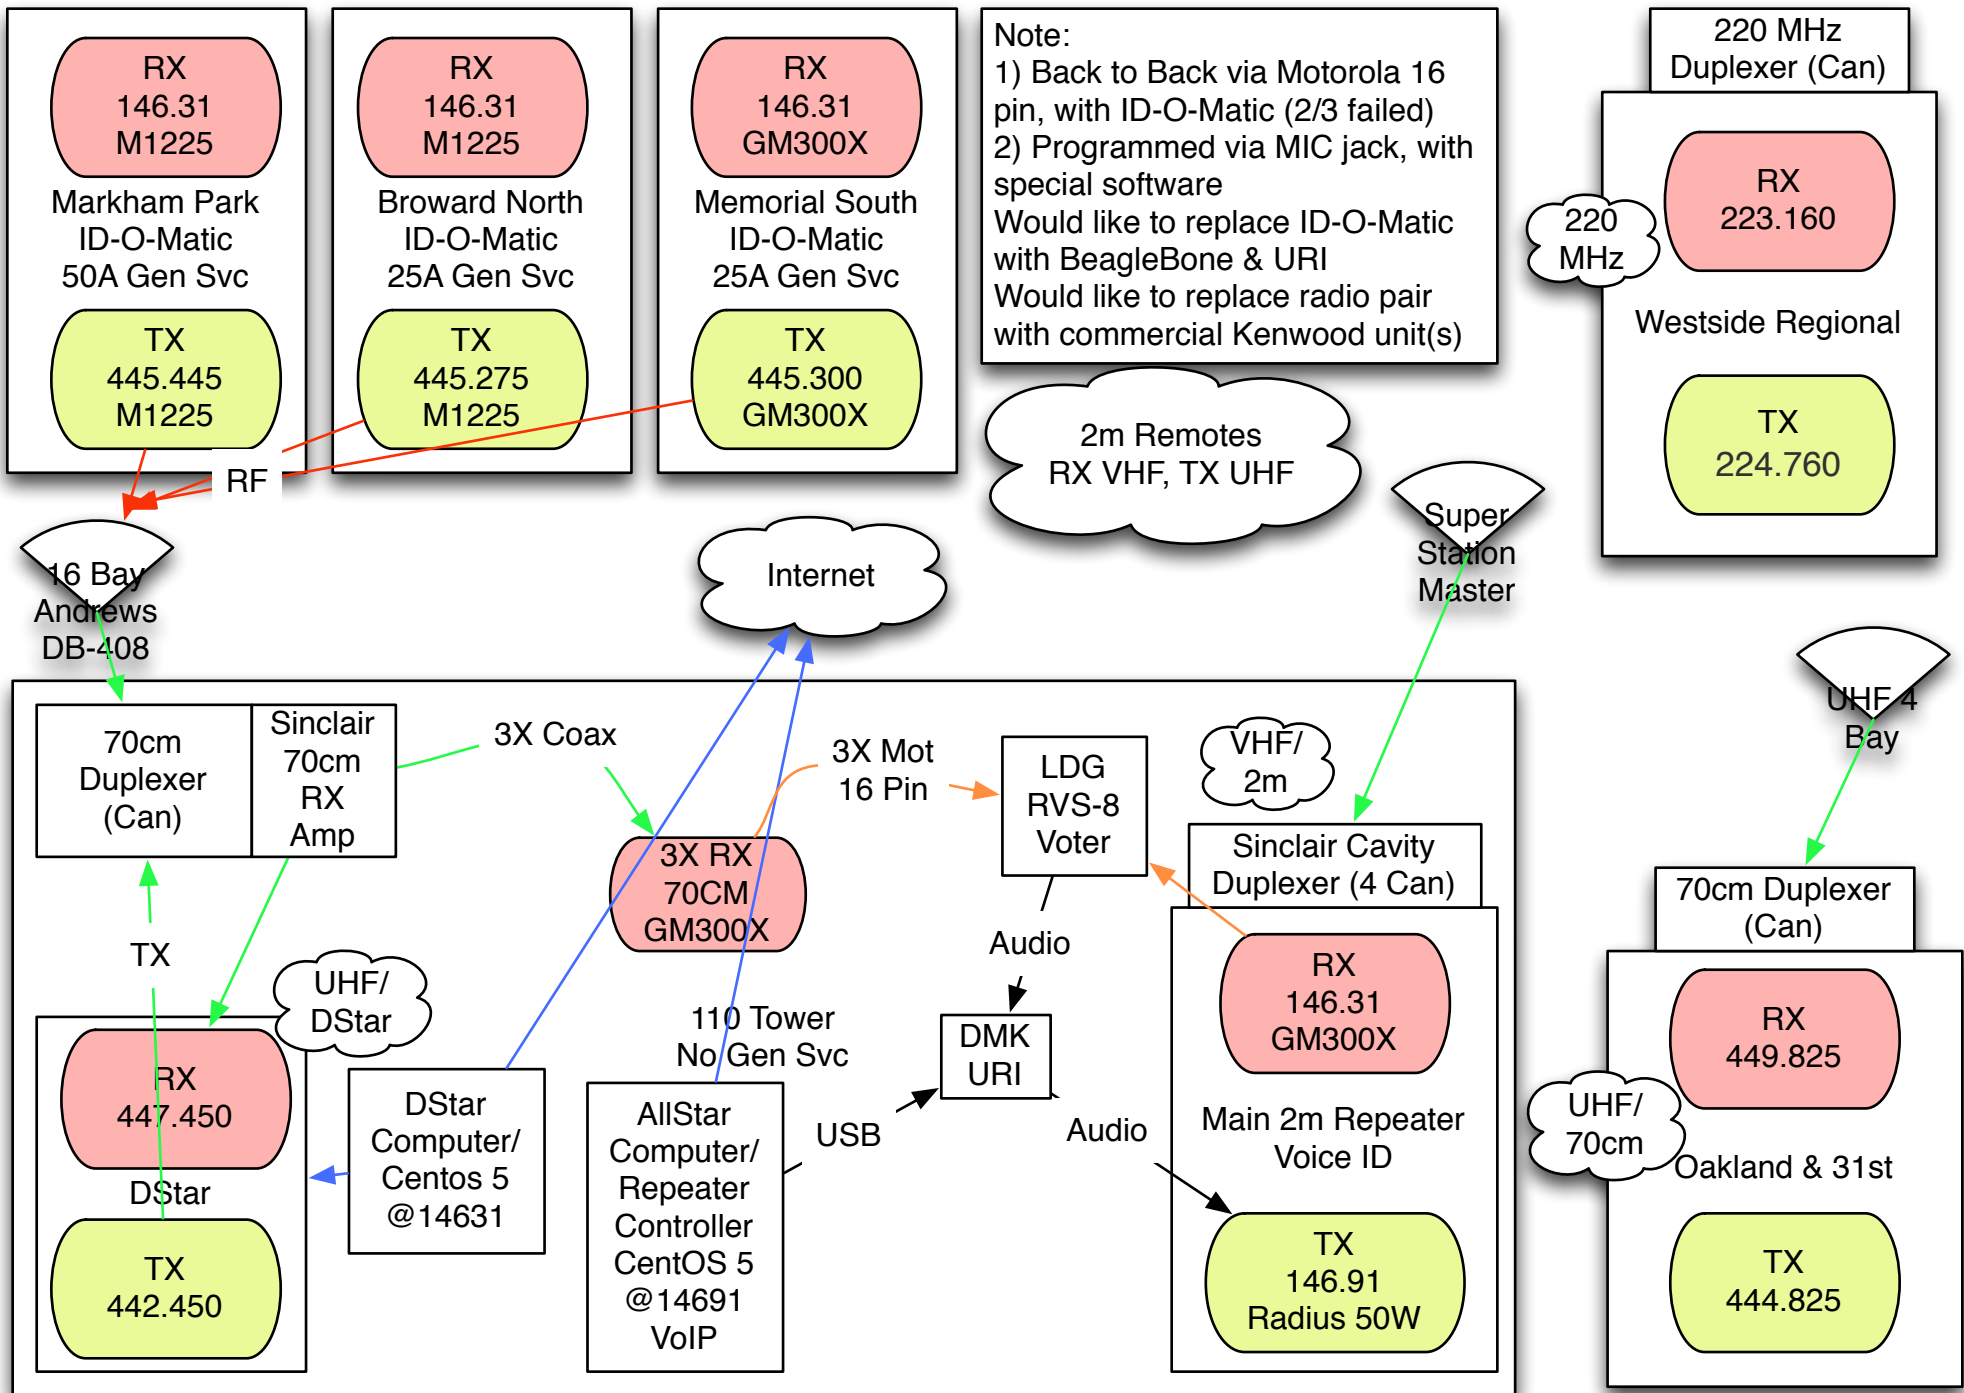 RX
146.31
M1225
Markham Park
ID-O-Matic
50A Gen Svc
TX
445.445
M1225
RX
146.31
M1225
Broward North
ID-O-Matic
25A Gen Svc
TX
445.275
M1225
RX
146.31
GM300X
Memorial South
ID-O-Matic
25A Gen Svc
TX
445.300
GM300X
RF
Note:
1) Back to Back via Motorola 16
pin, with ID-O-Matic (2/3 failed)
2) Programmed via MIC jack, with
special software
Would like to replace ID-O-Matic
with BeagleBone & URI
Would like to replace radio pair
with commercial Kenwood unit(s)
2m Remotes
RX VHF, TX UHF
220 MHz
Duplexer (Can)
220
MHz
RX
223.160
Westside Regional
TX
224.760
16 Bay
Andrews
DB-408
Internet
Super
Station
Master
UHF 4
Bay
70cm
Duplexer
(Can)
Sinclair
70cm
RX
Amp
3X Coax
3X RX
70CM
GM300X
3X Mot
16 Pin
LDG
RVS-8
Voter
VHF/
2m
Sinclair Cavity
Duplexer (4 Can)
TX
UHF/
DStar
RX
447.450
DStar
TX
442.450
DStar
Computer/
Centos 5
@14631
110 Tower
No Gen Svc
AllStar
Computer/
Repeater
Controller
CentOS 5
@14691
VoIP
USB
Audio
DMK
URI
Audio
RX
146.31
GM300X
Main 2m Repeater
Voice ID
TX
146.91
Radius 50W
70cm Duplexer
(Can)
UHF/
70cm
RX
449.825
Oakland & 31st
TX
444.825